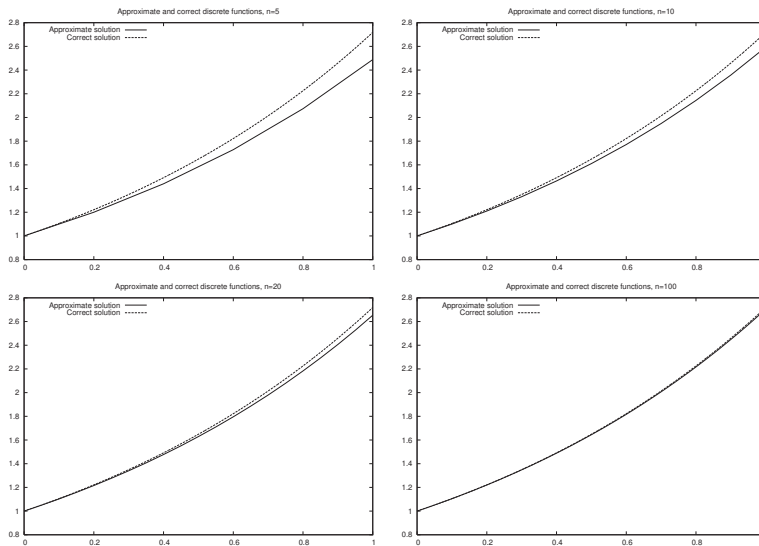 Approximate and correct discrete functions, n=5
2.8
Approximate solution
Correct solution
2.6
2.4
2.2
2
1.8
1.6
1.4
1.2
1
0.8
0 0.2 0.4 0.6 0.8 1
Approximate and correct discrete functions, n=10
2.8
Approximate solution
Correct solution
2.6
2.4
2.2
2
1.8
1.6
1.4
1.2
1
0.8
0 0.2 0.4 0.6 0.8
Approximate and correct discrete functions, n=20
2.8
Approximate solution
Correct solution
2.6
2.4
2.2
2
1.8
1.6
1.4
1.2
1
0.8
0 0.2 0.4 0.6 0.8 1
Approximate and correct discrete functions, n=100
2.8
Approximate solution
Correct solution
2.6
2.4
2.2
2
1.8
1.6
1.4
1.2
1
0.8
0 0.2 0.4 0.6 0.8